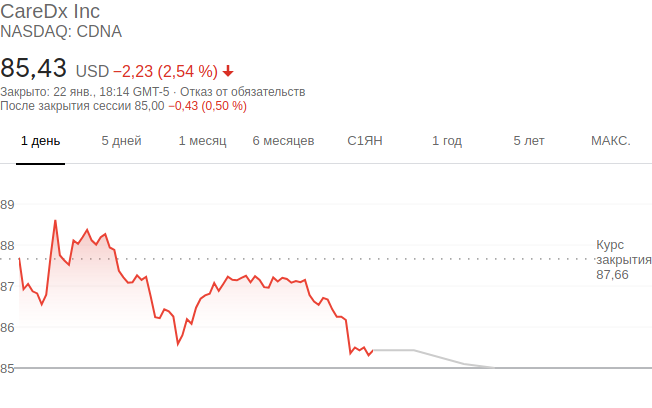 CareDx Inc
NASDAQ: CDNA
85,43 USD −2,23 (2,54 %)
Закрыто: 22 янв., 18:14 GMT-5 · Отказ от обязательств
После закрытия сессии 85,00 −0,43 (0,50 %)
1 день 5 дней 1 месяц 6 месяцев С1ЯН 1 год 5 лет МАКС.
89
88
Курс
закрытия
87,66
87
86
85